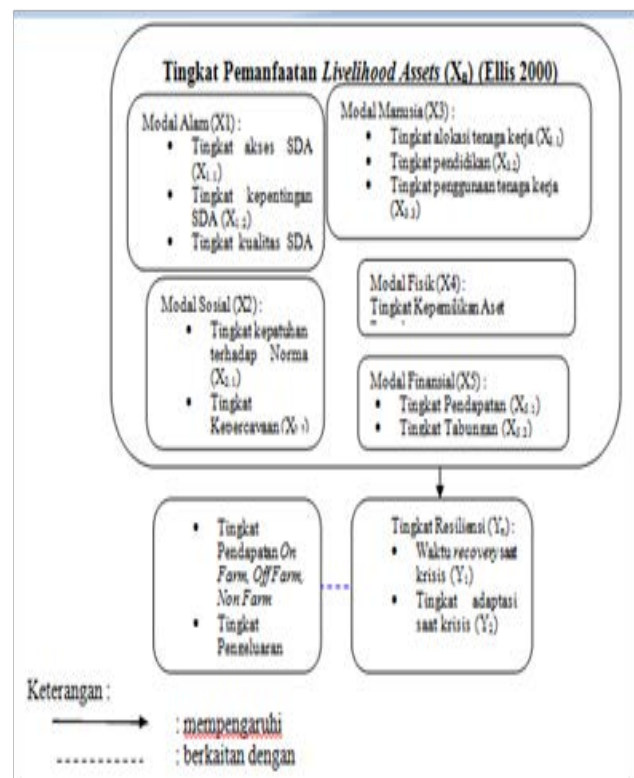 Tingkat Pemanfaatan Livelihood Assets (Xn) (Ellis 2000)
Modal Alam (X1) :
• Tingkat akses SDA
(X1.1)
• Tingkat kepentingan
SDA (X1.2)
• Tingkat kualitas SDA
Modal Manusia (X3) :
• Tingkat alokasi tenaga kerja (X3.1)
• Tingkat pendidikan (X3.2)
• Tingkat penggunaan tenaga kerja
(X3.3)
Modal Sosial (X2) :
• Tingkat kepatuhan
terhadap Norma
(X2.1)
• Tingkat
Kepercayaan (X2.2)
Modal Fisik (X4) :
Tingkat Kepemilikan Aset
Modal Finansial (X5) :
• Tingkat Pendapatan (X5.1)
• Tingkat Tabungan (X5.2)
• Tingkat
Pendapatan On
Farm, Off Farm,
Non Farm
• Tingkat
Pengeluaran
Tingkat Resiliensi (Yn) :
• Waktu recovery saat
krisis (Y1)
• Tingkat adaptasi
saat krisis (Y2)
Keterangan :
: mempengaruhi
: berkaitan dengan